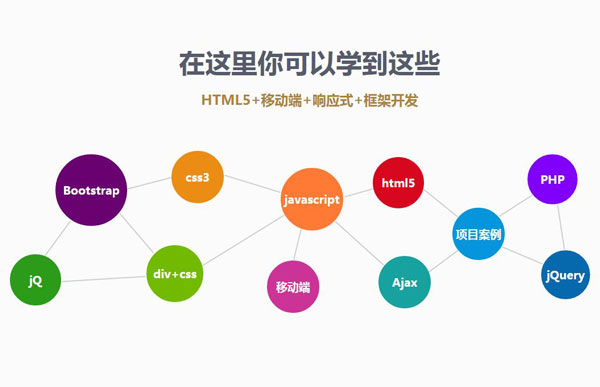 在这里你可以学到这些
HTML5+移动端+响应式+框架开发
Bootstrap
css3
javascript
html5
PHP
项目案例
jQ
div+css
移动端
Ajax
jQuery